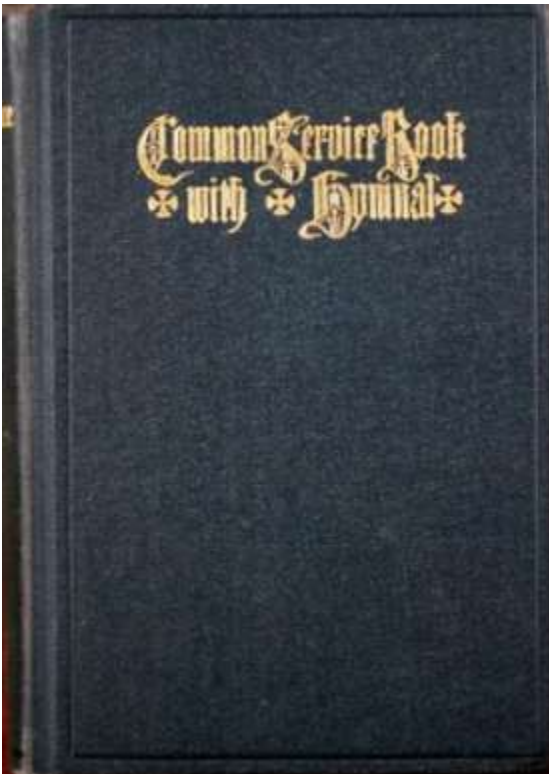 Common Service Book
✠ with ✠ Hymnal ✠